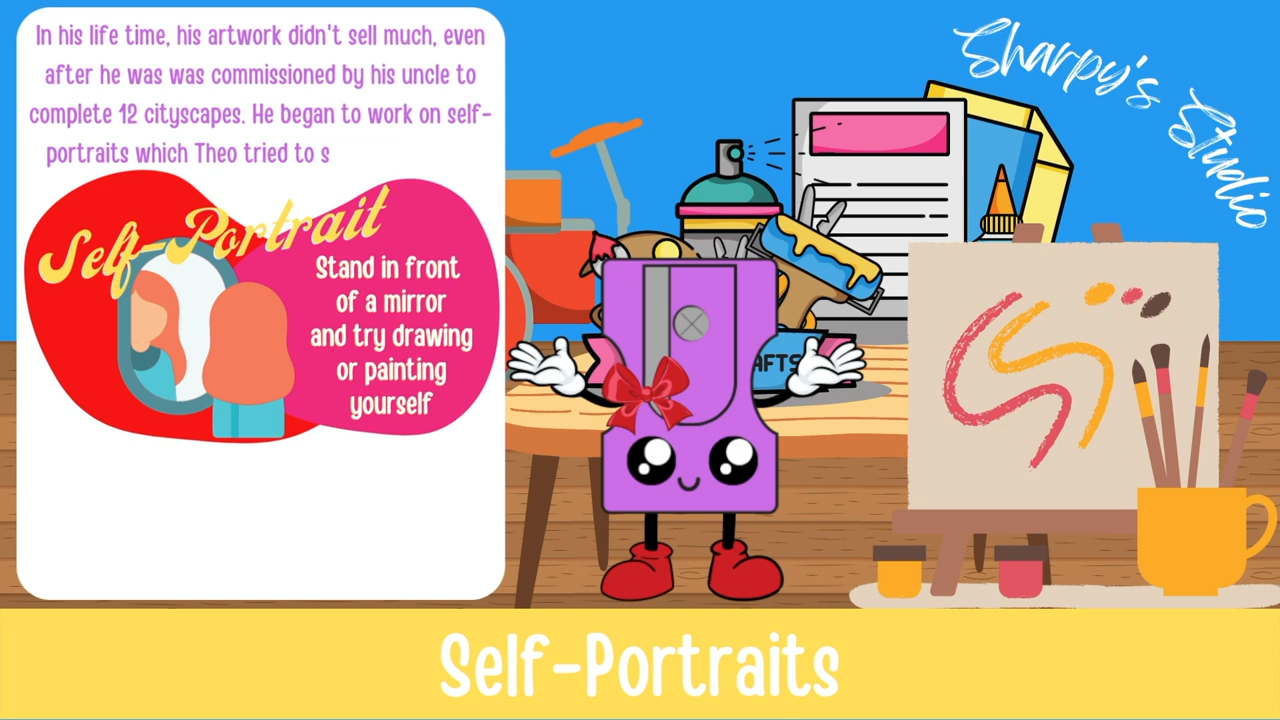 In his life time, his artwork didn't sell much, even
after he was was commissioned by his uncle to
complete 12 cityscapes. He began to work on self-
portraits which Theo tried to s
Self-Portrait
Stand in front
of a mirror
and try drawing
or painting
yourself
Sharpy's Studio
AFTS
Self-Portraits